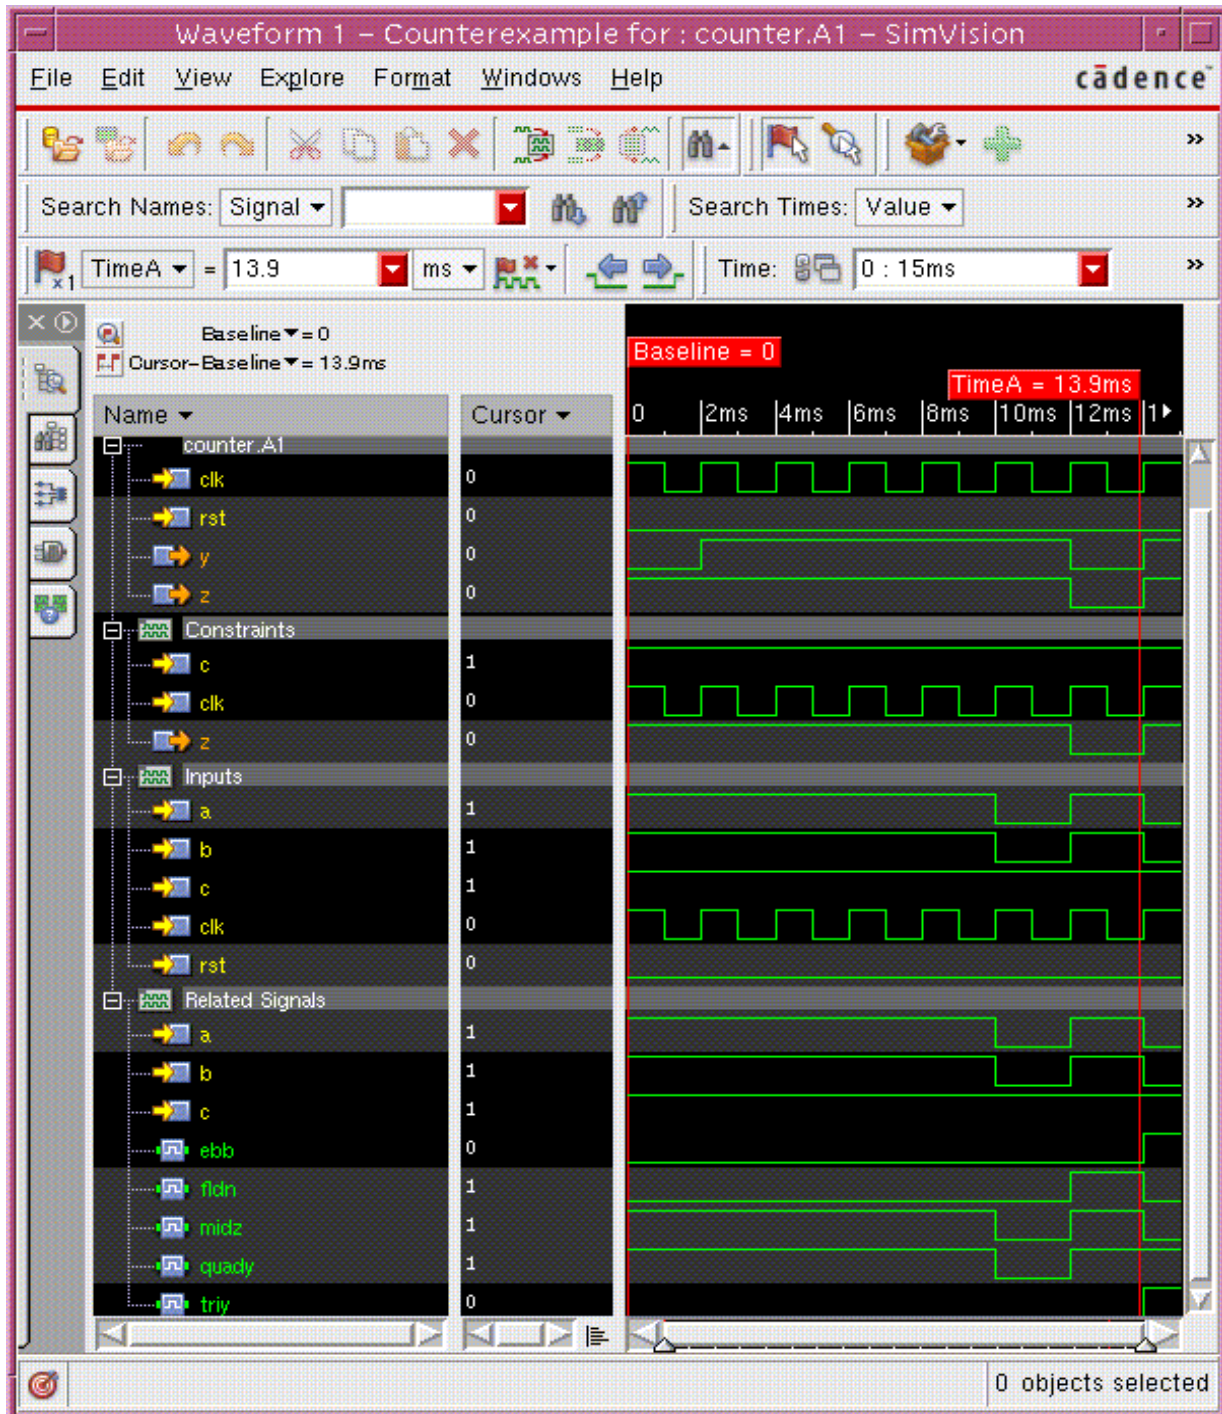 Waveform 1 – Counterexample for : counter.A1 – SimVision
File Edit View Explore Format Windows Help cādence
Search Names: Signal Search Times: Value
x1 TimeA = 13.9 ms Time: 0 : 15ms
Baseline = 0
Cursor-Baseline = 13.9ms
Baseline = 0
TimeA = 13.9ms
Name Cursor 0 2ms 4ms 6ms 8ms 10ms 12ms 1
counter.A1
clk 0
rst 0
y 0
z 0
Constraints
c 1
clk 0
z 0
Inputs
a 1
b 1
c 1
clk 0
rst 0
Related Signals
a 1
b 1
c 1
ebb 0
fldn 1
midz 1
quady 1
triy 0
0 objects selected